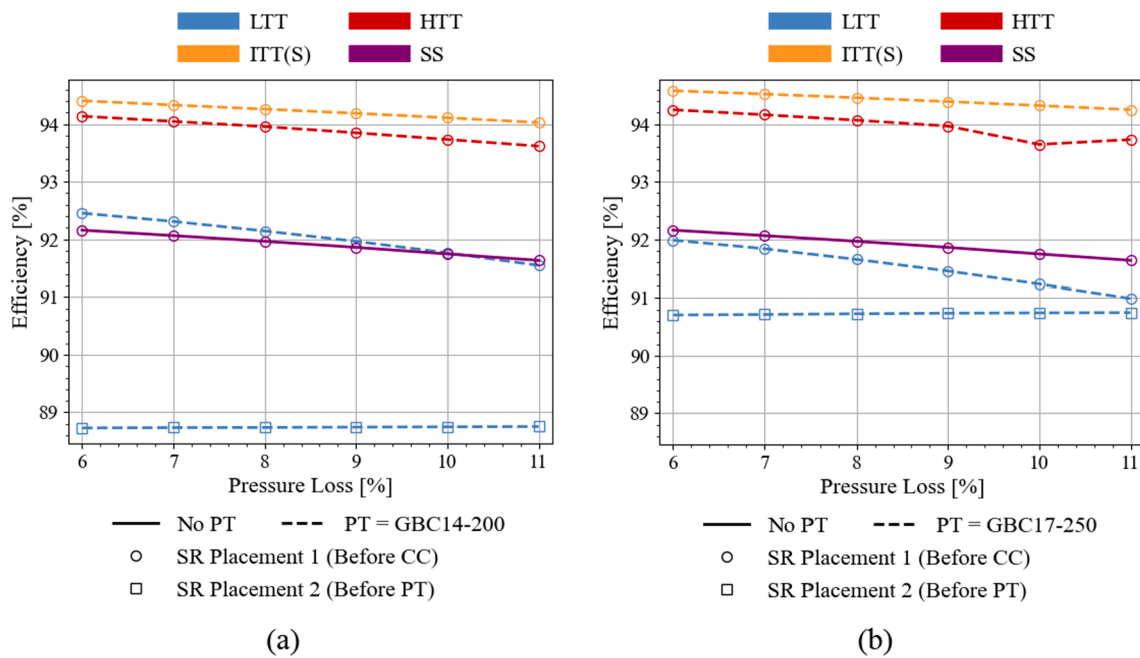 LTT HTT
ITT(S) SS
94
93
92
91
90
89
Efficiency [%]
6 7 8 9 10 11
Pressure Loss [%]
No PT PT = GBC14-200
SR Placement 1 (Before CC)
SR Placement 2 (Before PT)
(a)
LTT HTT
ITT(S) SS
94
93
92
91
90
89
Efficiency [%]
6 7 8 9 10 11
Pressure Loss [%]
No PT PT = GBC17-250
SR Placement 1 (Before CC)
SR Placement 2 (Before PT)
(b)